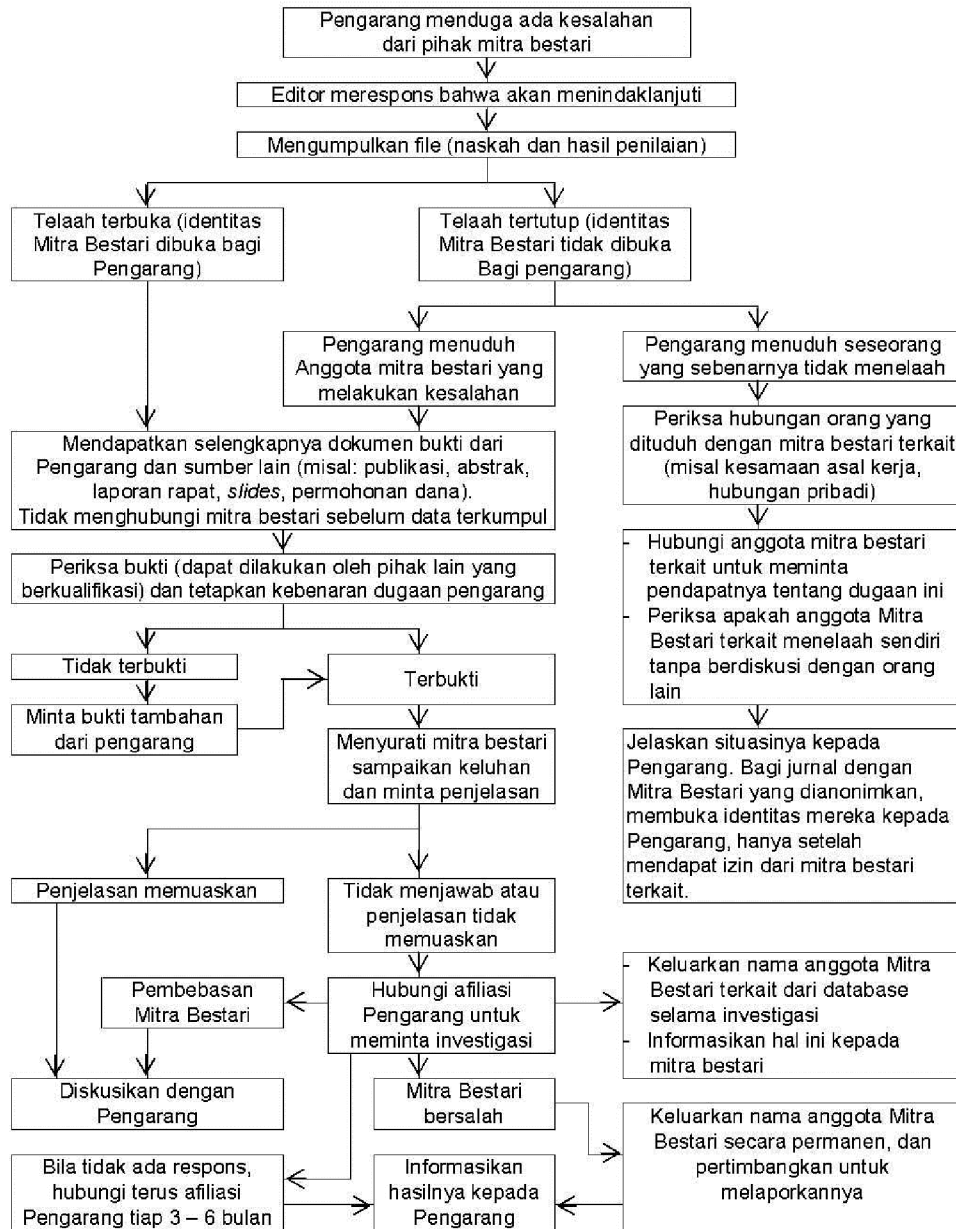 Pengarang menduga ada kesalahan
dari pihak mitra bestari
Editor merespons bahwa akan menindaklanjuti
Mengumpulkan file (naskah dan hasil penilaian)
Telaah terbuka (identitas
Mitra Bestari dibuka bagi
Pengarang)
Telaah tertutup (identitas
Mitra Bestari tidak dibuka
Bagi pengarang)
Pengarang menuduh
Anggota mitra bestari yang
melakukan kesalahan
Pengarang menuduh seseorang
yang sebenarnya tidak menelaah
Mendapatkan selengkapnya dokumen bukti dari
Pengarang dan sumber lain (misal: publikasi, abstrak,
laporan rapat, slides, permohonan dana).
Tidak menghubungi mitra bestari sebelum data terkumpul
Periksa hubungan orang yang
dituduh dengan mitra bestari terkait
(misal kesamaan asal kerja,
hubungan pribadi)
Periksa bukti (dapat dilakukan oleh pihak lain yang
berkualifikasi) dan tetapkan kebenaran dugaan pengarang
- Hubungi anggota mitra bestari
terkait untuk meminta
pendapatnya tentang dugaan ini
- Periksa apakah anggota Mitra
Bestari terkait menelaah sendiri
tanpa berdiskusi dengan orang
lain
Tidak terbukti
Terbukti
Minta bukti tambahan
dari pengarang
Menyurati mitra bestari
sampaikan keluhan
dan minta penjelasan
Jelaskan situasinya kepada
Pengarang. Bagi jurnal dengan
Mitra Bestari yang dianonimkan,
membuka identitas mereka kepada
Pengarang, hanya setelah
mendapat izin dari mitra bestari
terkait.
Penjelasan memuaskan
Tidak menjawab atau
penjelasan tidak
memuaskan
Pembebasan
Mitra Bestari
Hubungi afiliasi
Pengarang untuk
meminta investigasi
- Keluarkan nama anggota Mitra
Bestari terkait dari database
selama investigasi
- Informasikan hal ini kepada
mitra bestari
Diskusikan dengan
Pengarang
Mitra Bestari
bersalah
Keluarkan nama anggota Mitra
Bestari secara permanen, dan
pertimbangkan untuk
melaporkannya
Bila tidak ada respons,
hubungi terus afiliasi
Pengarang tiap 3 – 6 bulan
Informasikan
hasilnya kepada
Pengarang